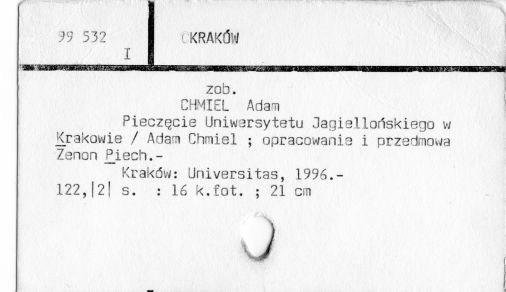 99 532
I
KRAKÓW
zob.
CHMIEL Adam
Pieczęcie Uniwersytetu Jagiellońskiego w
Krakowie / Adam Chmiel ; opracowanie i przedmowa
Zenon Piech.-
Kraków: Universitas, 1996.-
122,|2| s. : 16 k.fot. ; 21 cm